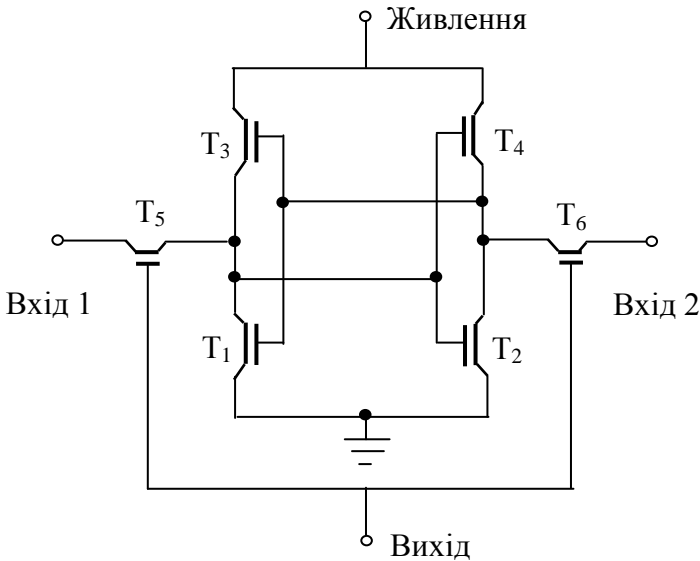 Живлення
T₃
T₄
T₅
T₆
Вхід 1
Вхід 2
T₁
T₂
Вихід